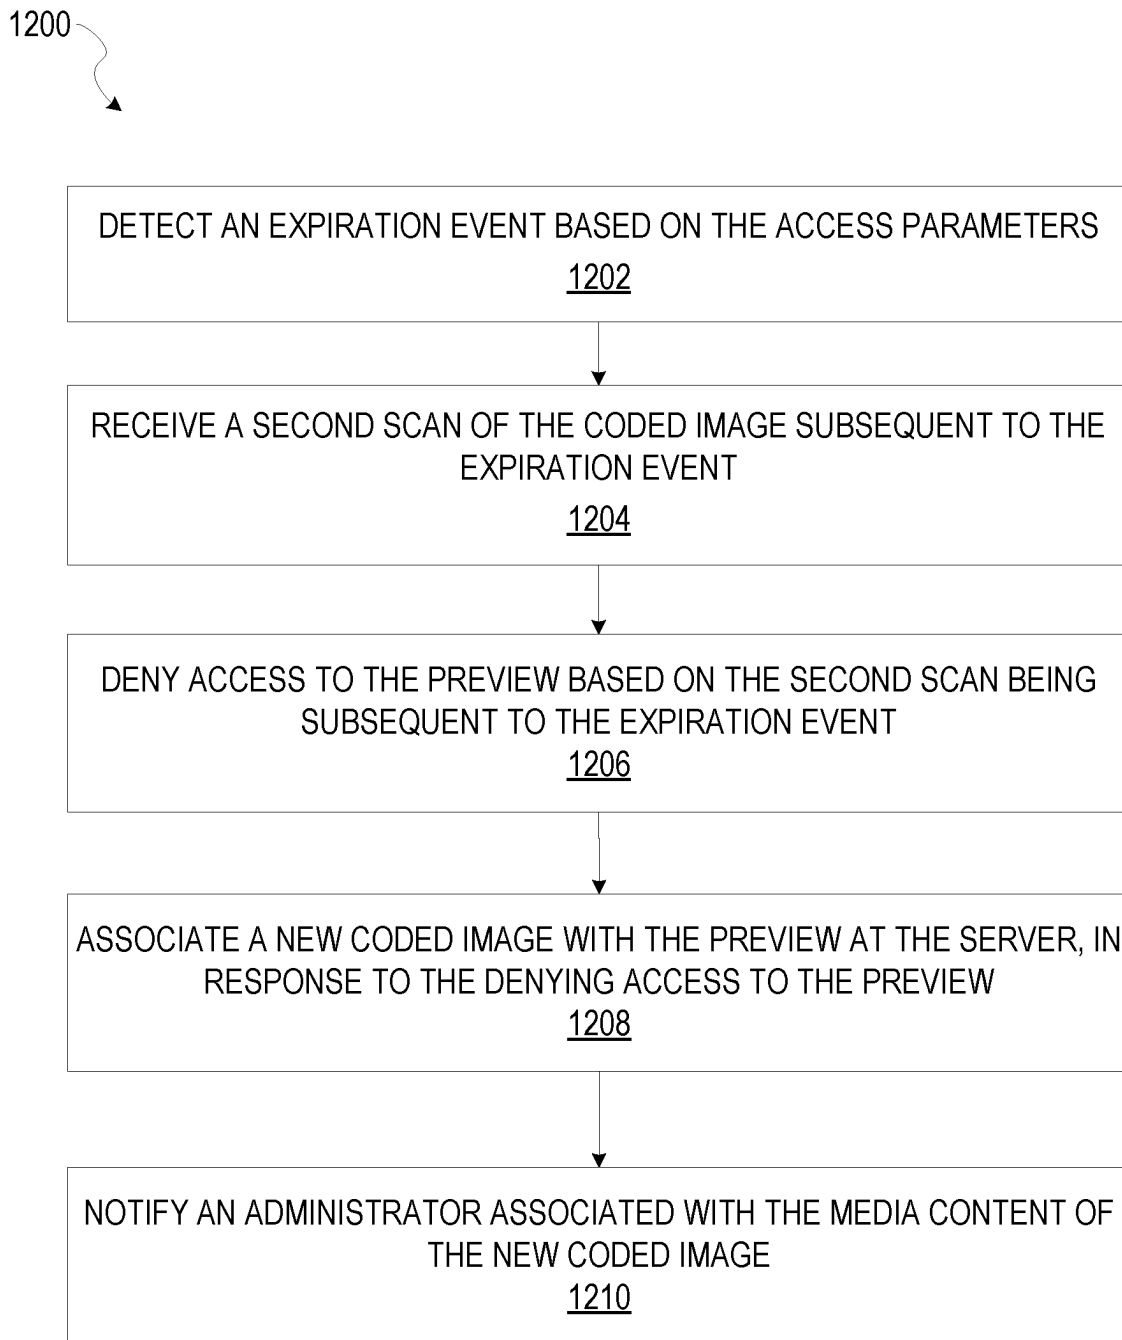 1200
DETECT AN EXPIRATION EVENT BASED ON THE ACCESS PARAMETERS
1202
RECEIVE A SECOND SCAN OF THE CODED IMAGE SUBSEQUENT TO THE
EXPIRATION EVENT
1204
DENY ACCESS TO THE PREVIEW BASED ON THE SECOND SCAN BEING
SUBSEQUENT TO THE EXPIRATION EVENT
1206
ASSOCIATE A NEW CODED IMAGE WITH THE PREVIEW AT THE SERVER, IN
RESPONSE TO THE DENYING ACCESS TO THE PREVIEW
1208
NOTIFY AN ADMINISTRATOR ASSOCIATED WITH THE MEDIA CONTENT OF
THE NEW CODED IMAGE
1210